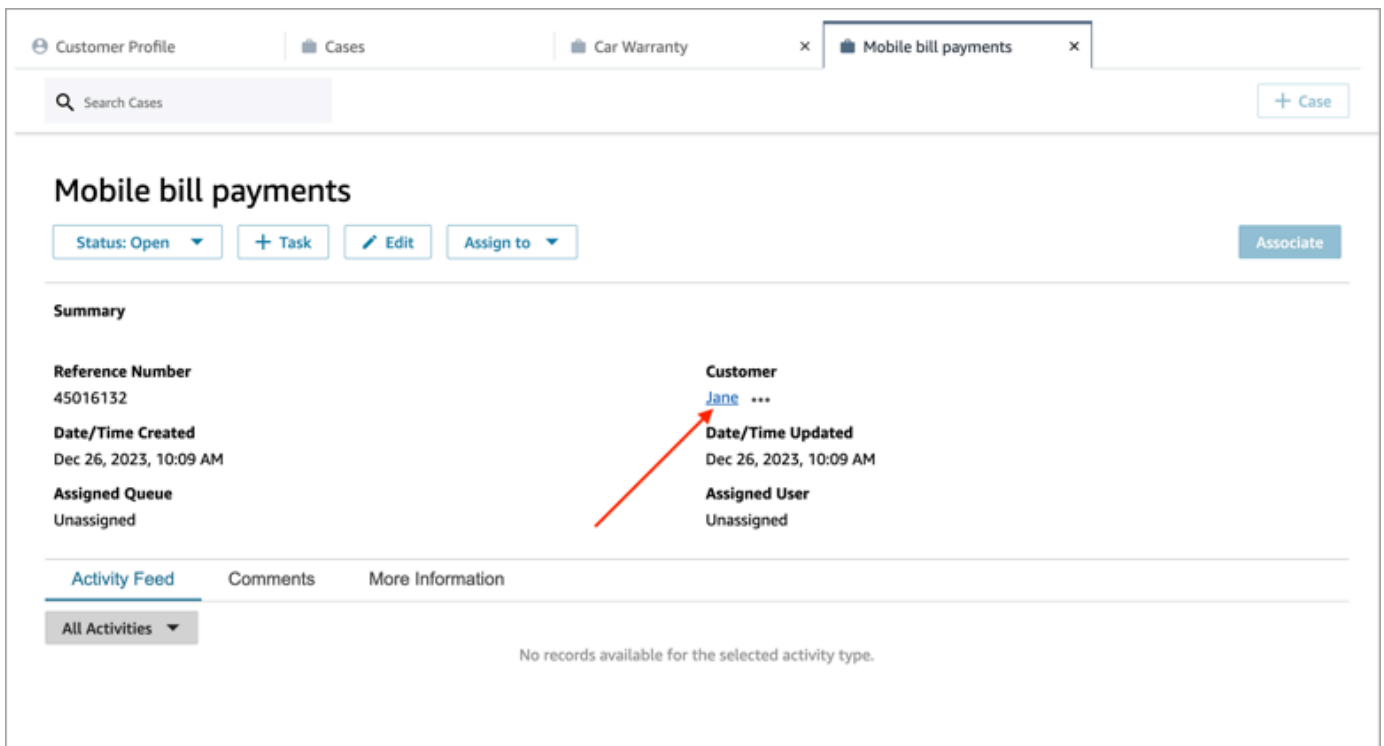 Customer Profile
Cases
Car Warranty
Mobile bill payments
Search Cases
+ Case
Mobile bill payments
Status: Open
+ Task
Edit
Assign to
Associate
Summary
Reference Number
45016132
Customer
Jane •••
Date/Time Created
Dec 26, 2023, 10:09 AM
Date/Time Updated
Dec 26, 2023, 10:09 AM
Assigned Queue
Unassigned
Assigned User
Unassigned
Activity Feed
Comments
More Information
All Activities
No records available for the selected activity type.